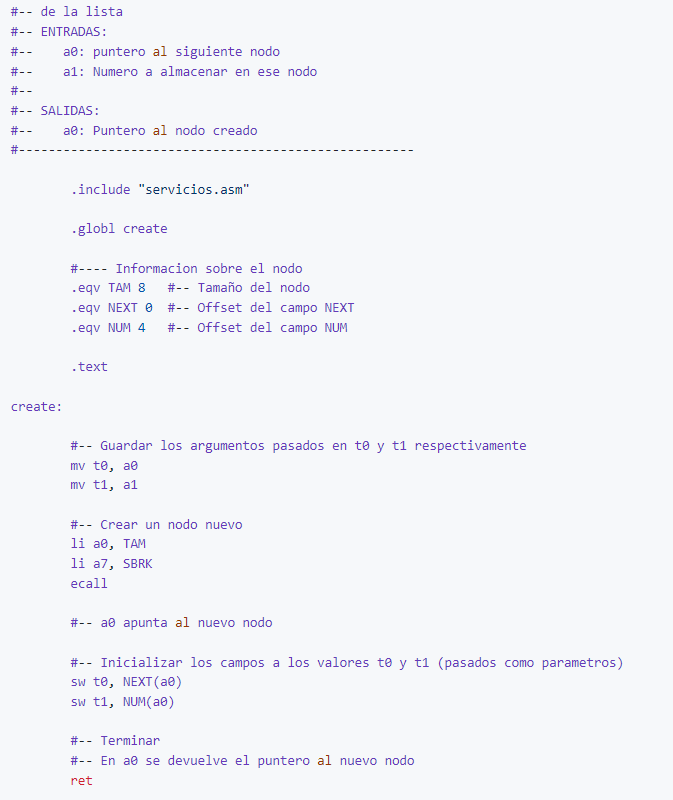 #-- de la lista
#-- ENTRADAS:
#--    a0: puntero al siguiente nodo
#--    a1: Numero a almacenar en ese nodo
#--
#-- SALIDAS:
#--    a0: Puntero al nodo creado
#-----------------------------------------------------
        .include "servicios.asm"
        .globl create
        #---- Informacion sobre el nodo
        .eqv TAM 8   #-- Tamaño del nodo
        .eqv NEXT 0  #-- Offset del campo NEXT
        .eqv NUM 4   #-- Offset del campo NUM
        .text
create:
        #-- Guardar los argumentos pasados en t0 y t1 respectivamente
        mv t0, a0
        mv t1, a1
        #-- Crear un nodo nuevo
        li a0, TAM
        li a7, SBRK
        ecall
        #-- a0 apunta al nuevo nodo
        #-- Inicializar los campos a los valores t0 y t1 (pasados como parametros)
        sw t0, NEXT(a0)
        sw t1, NUM(a0)
        #-- Terminar
        #-- En a0 se devuelve el puntero al nuevo nodo
        ret